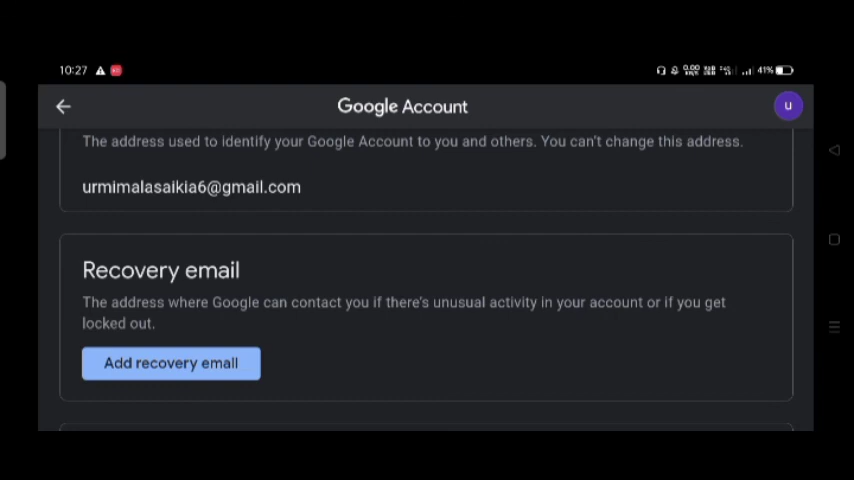 10:27
41%
Google Account
u
The address used to identify your Google Account to you and others. You can't change this address.
urmimalasaikia6@gmail.com
Recovery email
The address where Google can contact you if there's unusual activity in your account or if you get
locked out.
Add recovery email